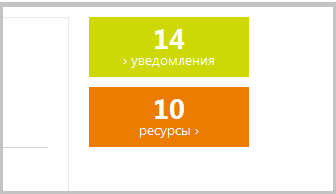 14
› уведомления
10
ресурсы ›